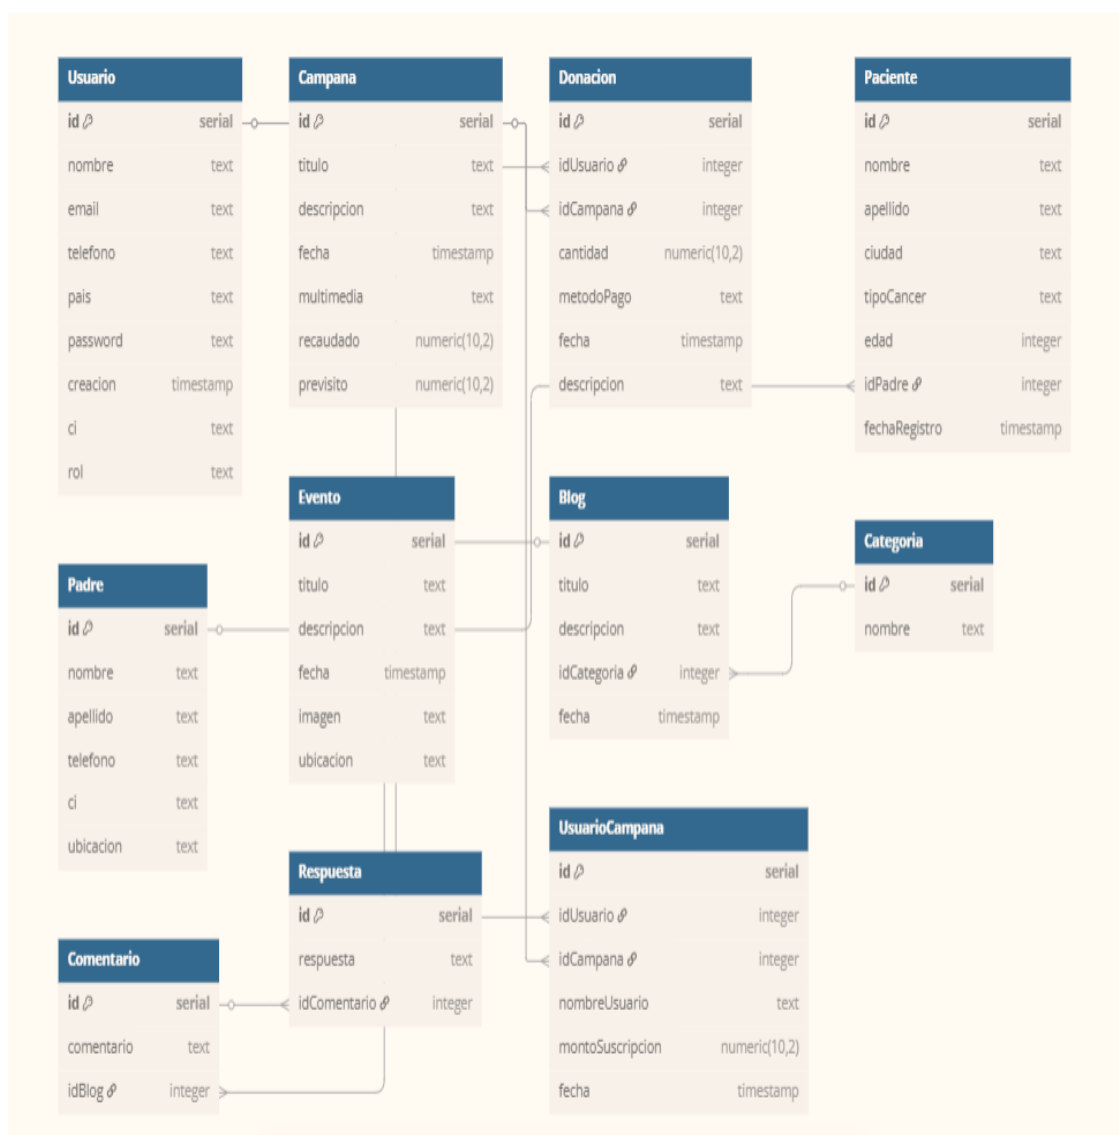 Usuario
id serial
nombre text
email text
telefono text
pais text
password text
creacion timestamp
ci text
rol text
Campana
id serial
titulo text
descripcion text
fecha timestamp
multimedia text
recaudado numeric(10,2)
previsito numeric(10,2)
Donacion
id serial
idUsuario integer
idCampana integer
cantidad numeric(10,2)
metodoPago text
fecha timestamp
descripcion text
Paciente
id serial
nombre text
apellido text
ciudad text
tipoCancer text
edad integer
idPadre integer
fechaRegistro timestamp
Evento
id serial
titulo text
descripcion text
fecha timestamp
imagen text
ubicacion text
Blog
id serial
titulo text
descripcion text
idCategoria integer
fecha timestamp
Categoria
id serial
nombre text
Padre
id serial
nombre text
apellido text
telefono text
ci text
ubicacion text
Respuesta
id serial
respuesta text
idComentario integer
UsuarioCampana
id serial
idUsuario integer
idCampana integer
nombreUsuario text
montoSuscripcion numeric(10,2)
fecha timestamp
Comentario
id serial
comentario text
idBlog integer